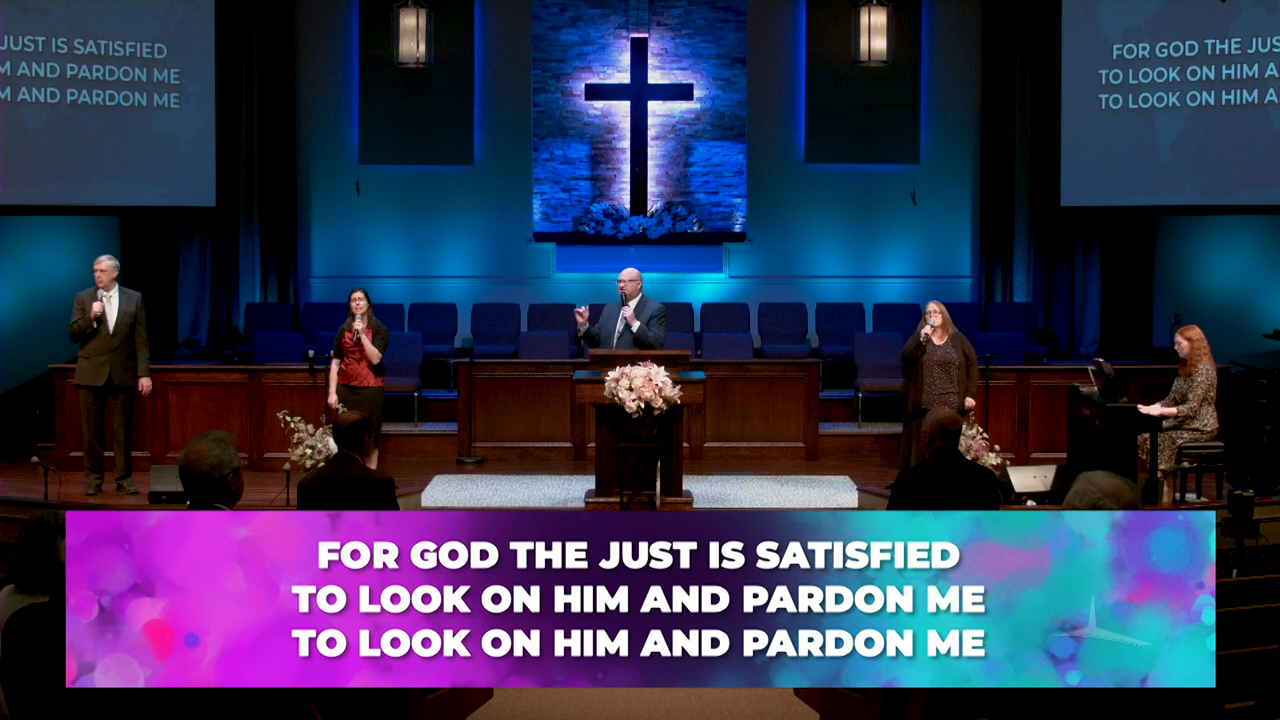 JUST IS SATISFIED
M AND PARDON ME
M AND PARDON ME
FOR GOD THE JUS
TO LOOK ON HIM A
TO LOOK ON HIM A
FOR GOD THE JUST IS SATISFIED
TO LOOK ON HIM AND PARDON ME
TO LOOK ON HIM AND PARDON ME